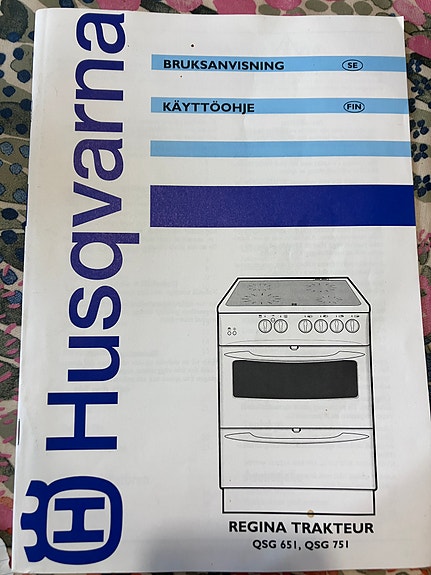 Husqvarna
BRUKSANVISNING SE
KÄYTTÖOHJE FIN
H
REGINA TRAKTEUR
QSG 651, QSG 751